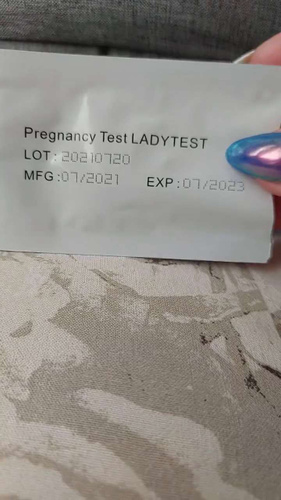 Pregnancy Test LADYTEST
LOT: 20210720
MFG:07/2021 EXP:07/2023